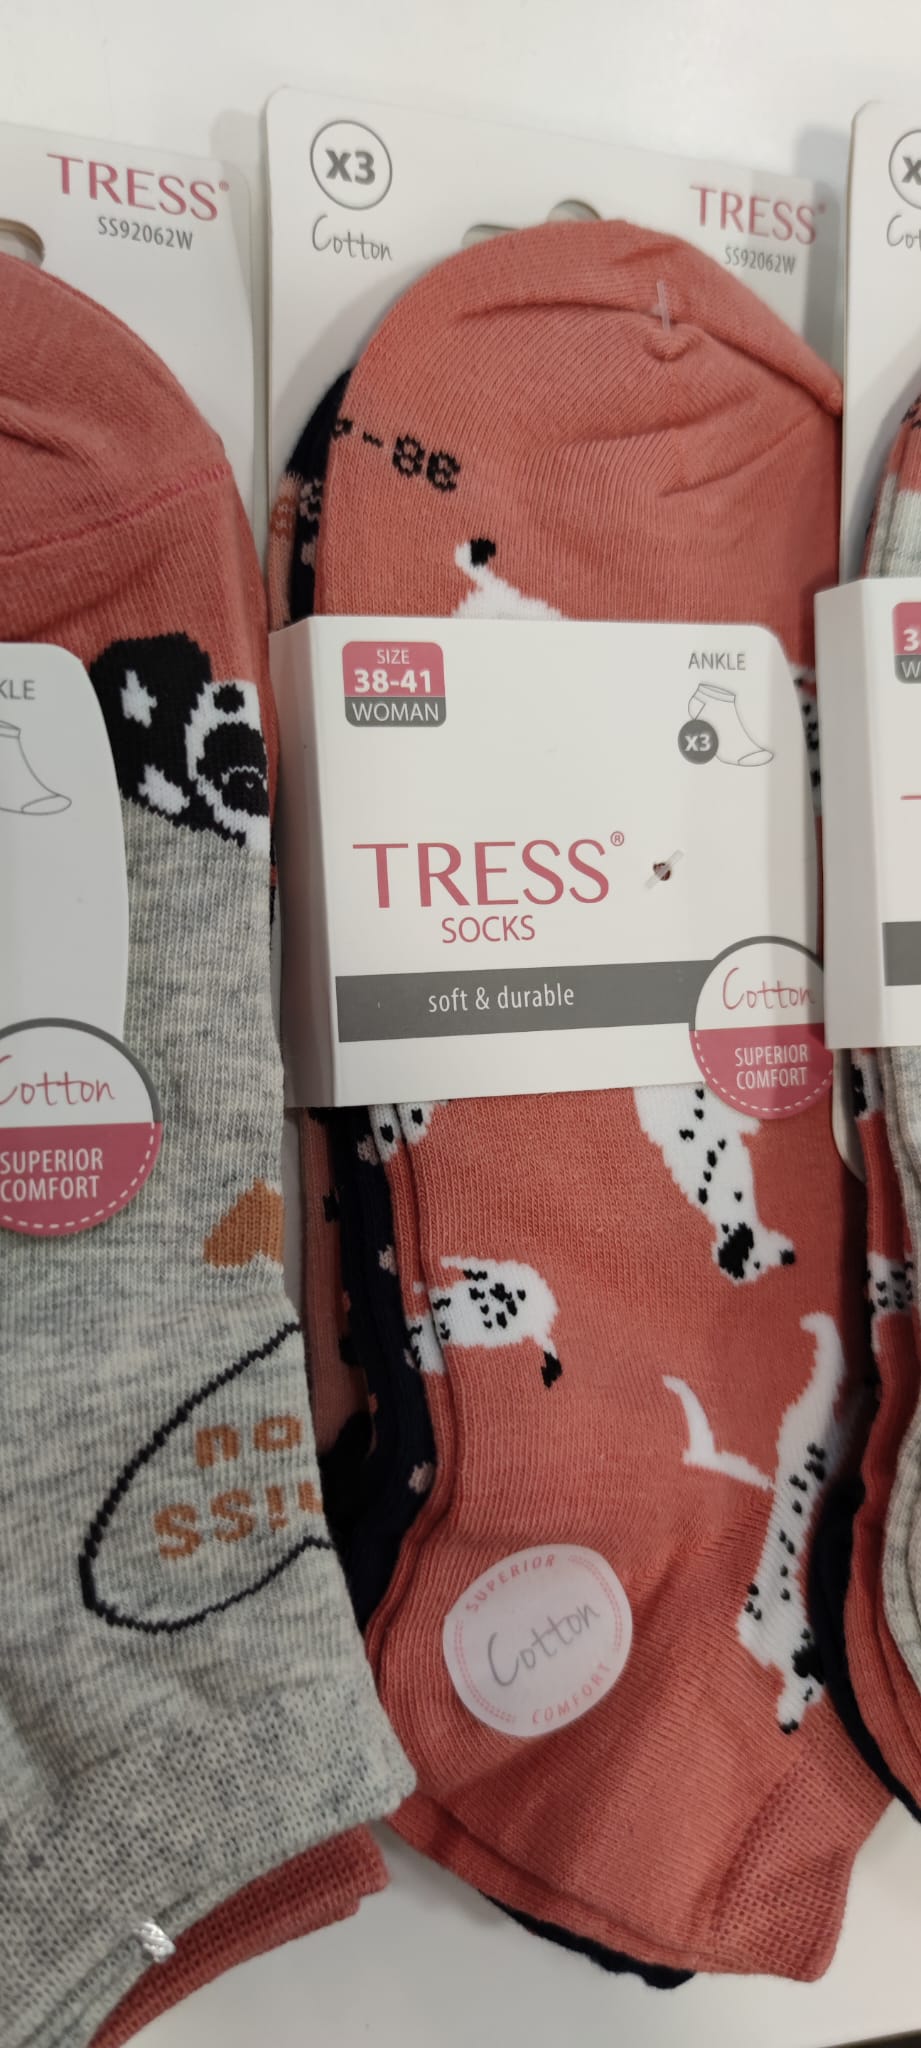 TRESS®
SS92062W
KLE
Cotton
SUPERIOR
COMFORT
X3
Cotton
TRESS®
SS92062W
SIZE
38-41
WOMAN
ANKLE
x3
TRESS®
SOCKS
soft & durable
Cotton
SUPERIOR
COMFORT
SUPERIOR
Cotton
COMFORT